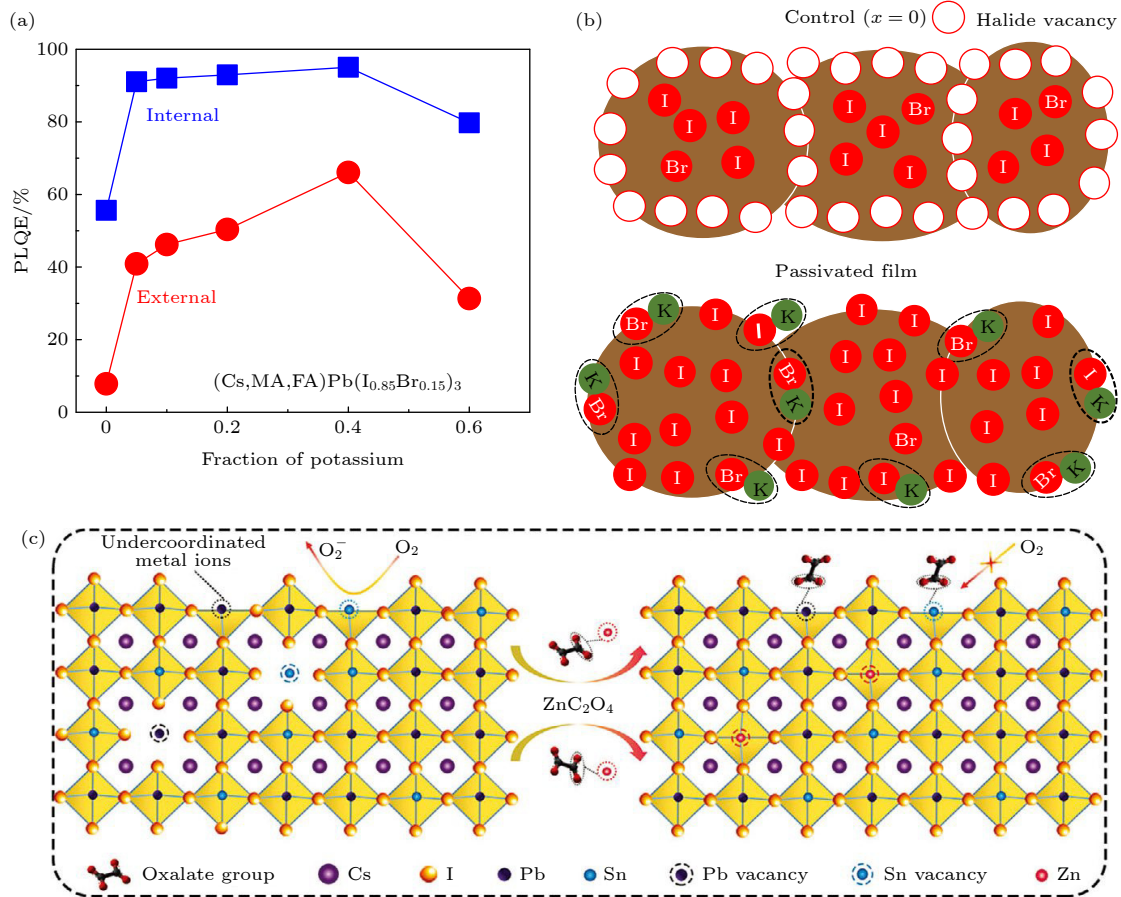 (a)
100
80
60
40
20
0
PLQE/%
Internal
External
(Cs,MA,FA)Pb(I0.85Br0.15)3
0
0.2
0.4
0.6
Fraction of potassium
(b)
Control (x = 0)
Halide vacancy
I
I
I
Br
I
I
Br
I
I
I
Br
I
I
I
Passivated film
Br K
I
I K
I
I
Br K
I
K Br
I
I
I
I
Br K
I
I
I
I
I
I
I
I K
I
I
I
I
I
I
Br
I
I
I
I
I
Br K
I
I
I K
I
I
Br K
(c)
Undercoordinated
metal ions
O2−
O2
O2
ZnC2O4
Oxalate group
Cs
I
Pb
Sn
Pb vacancy
Sn vacancy
Zn